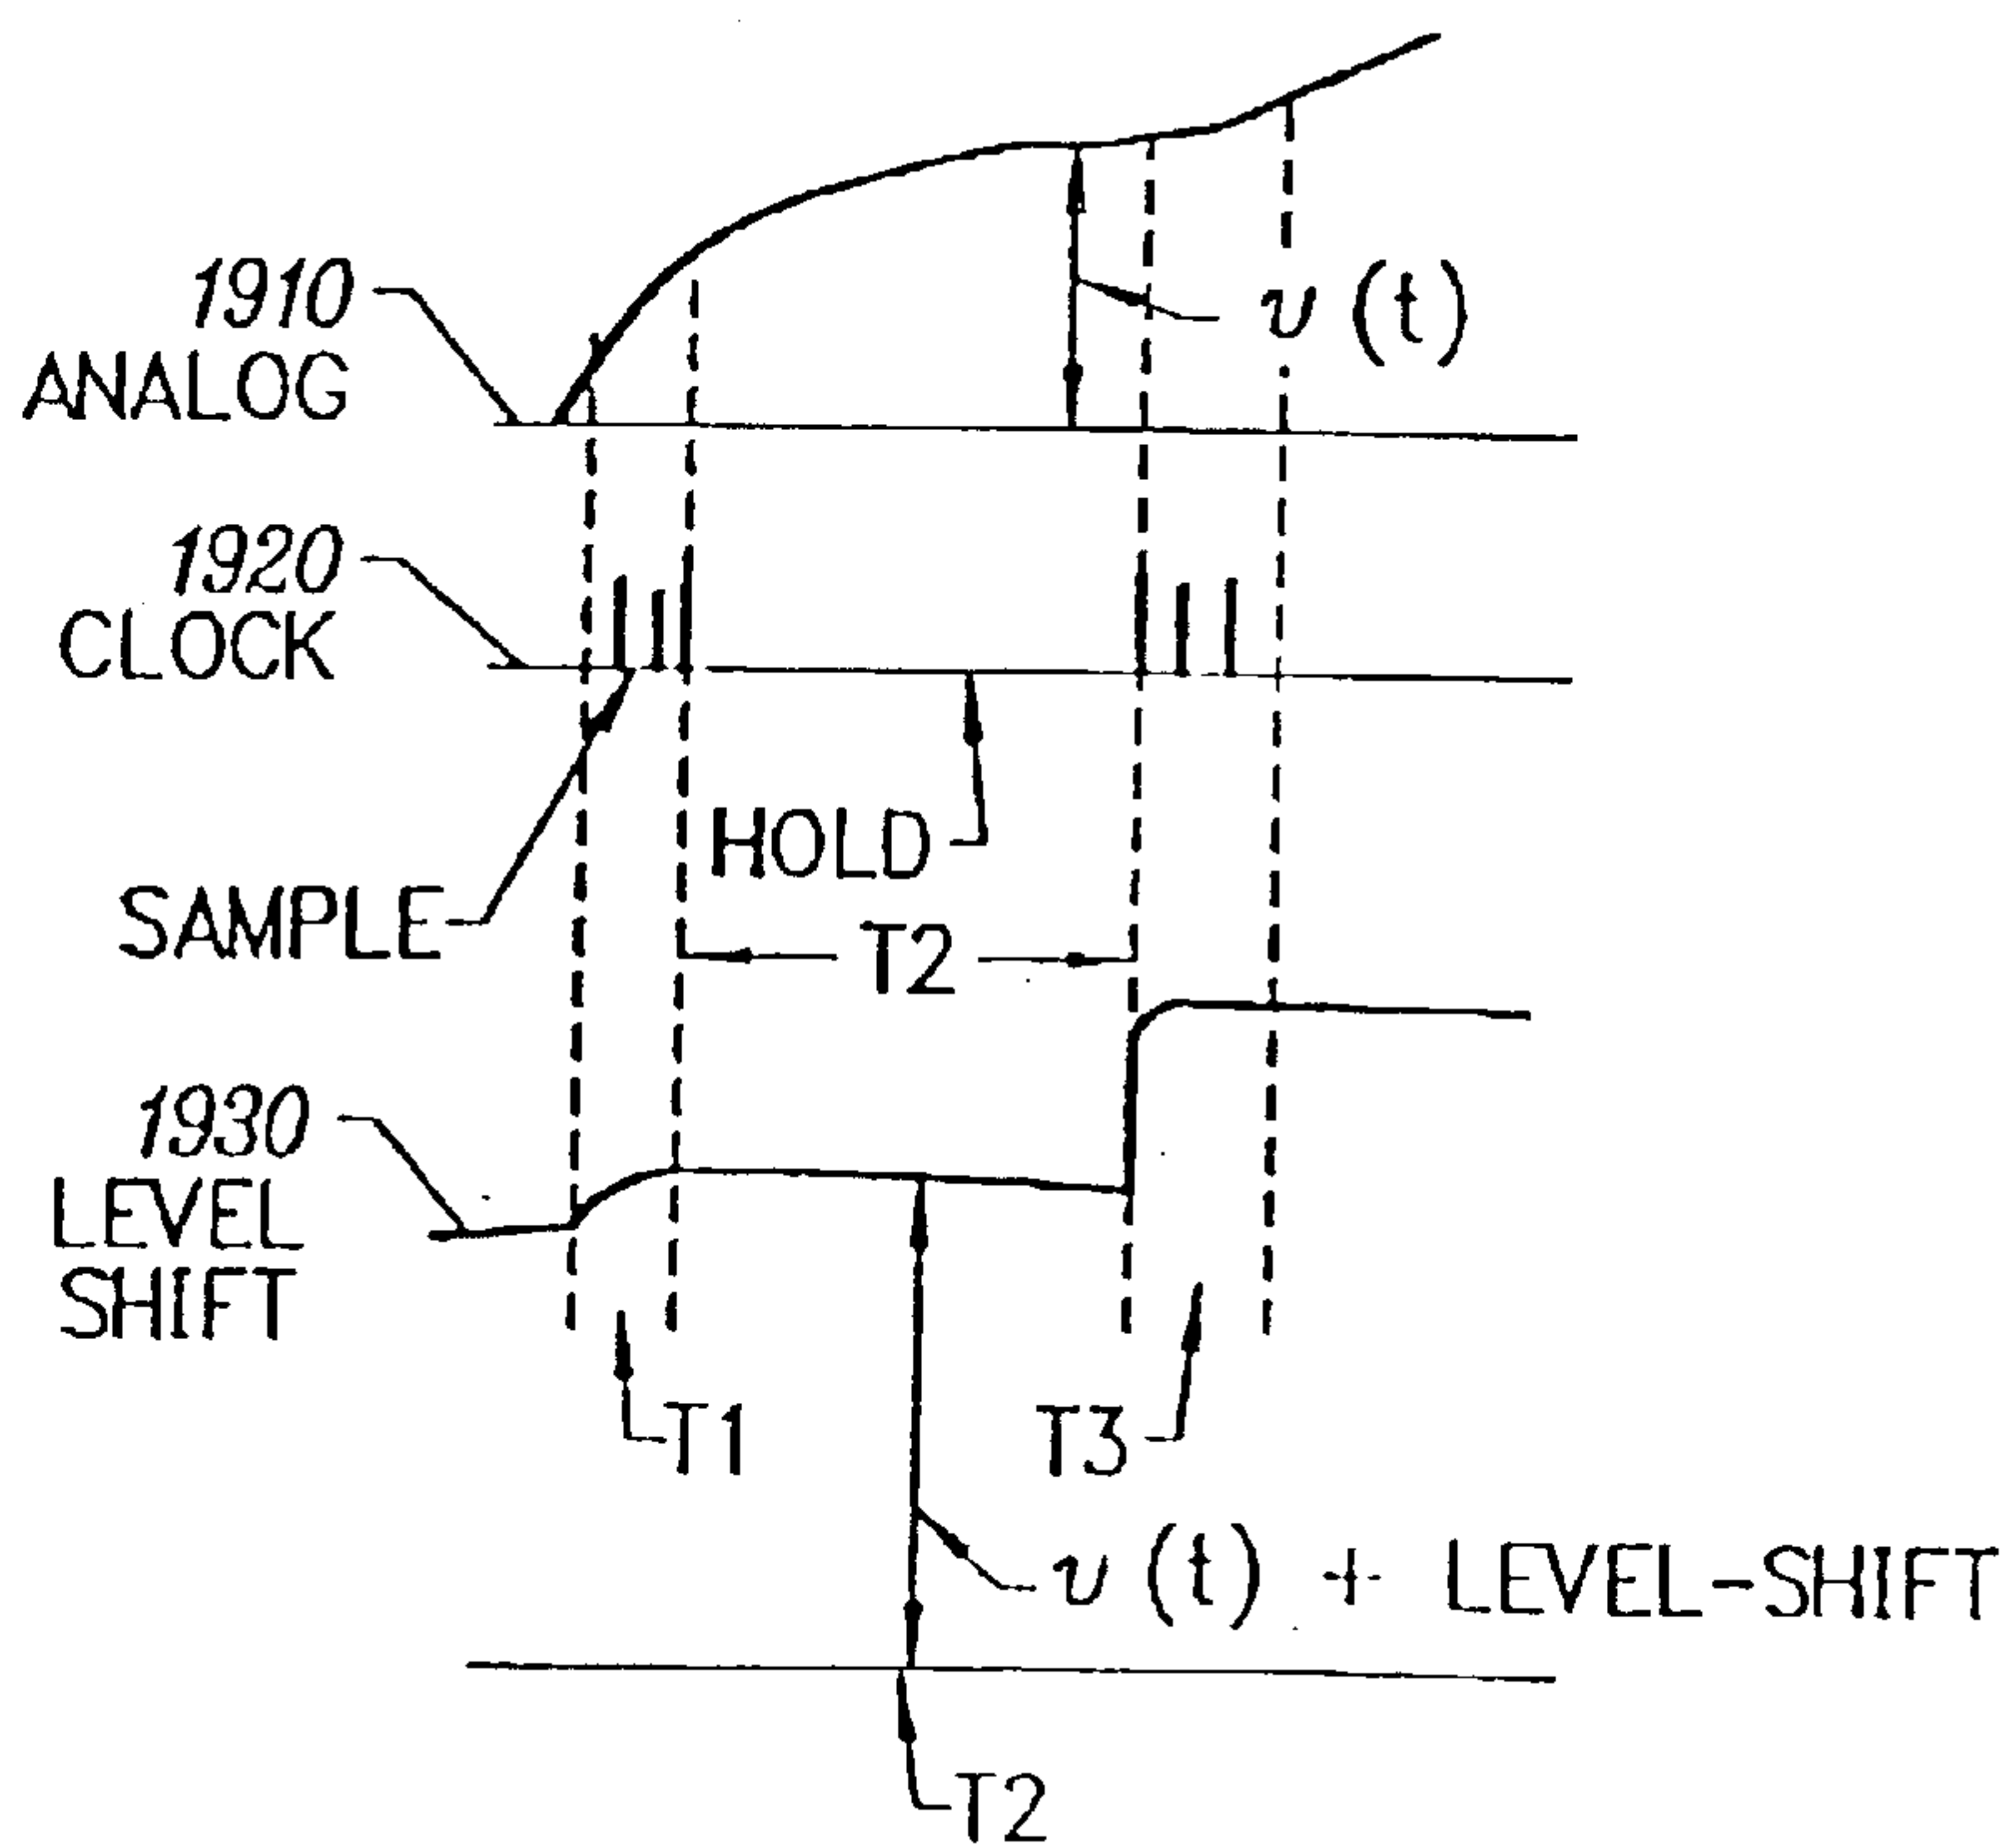 1910
ANALOG
v (t)
1920
CLOCK
HOLD
SAMPLE
T2
1930
LEVEL
SHIFT
T1
T3
v (t) + LEVEL-SHIFT
T2